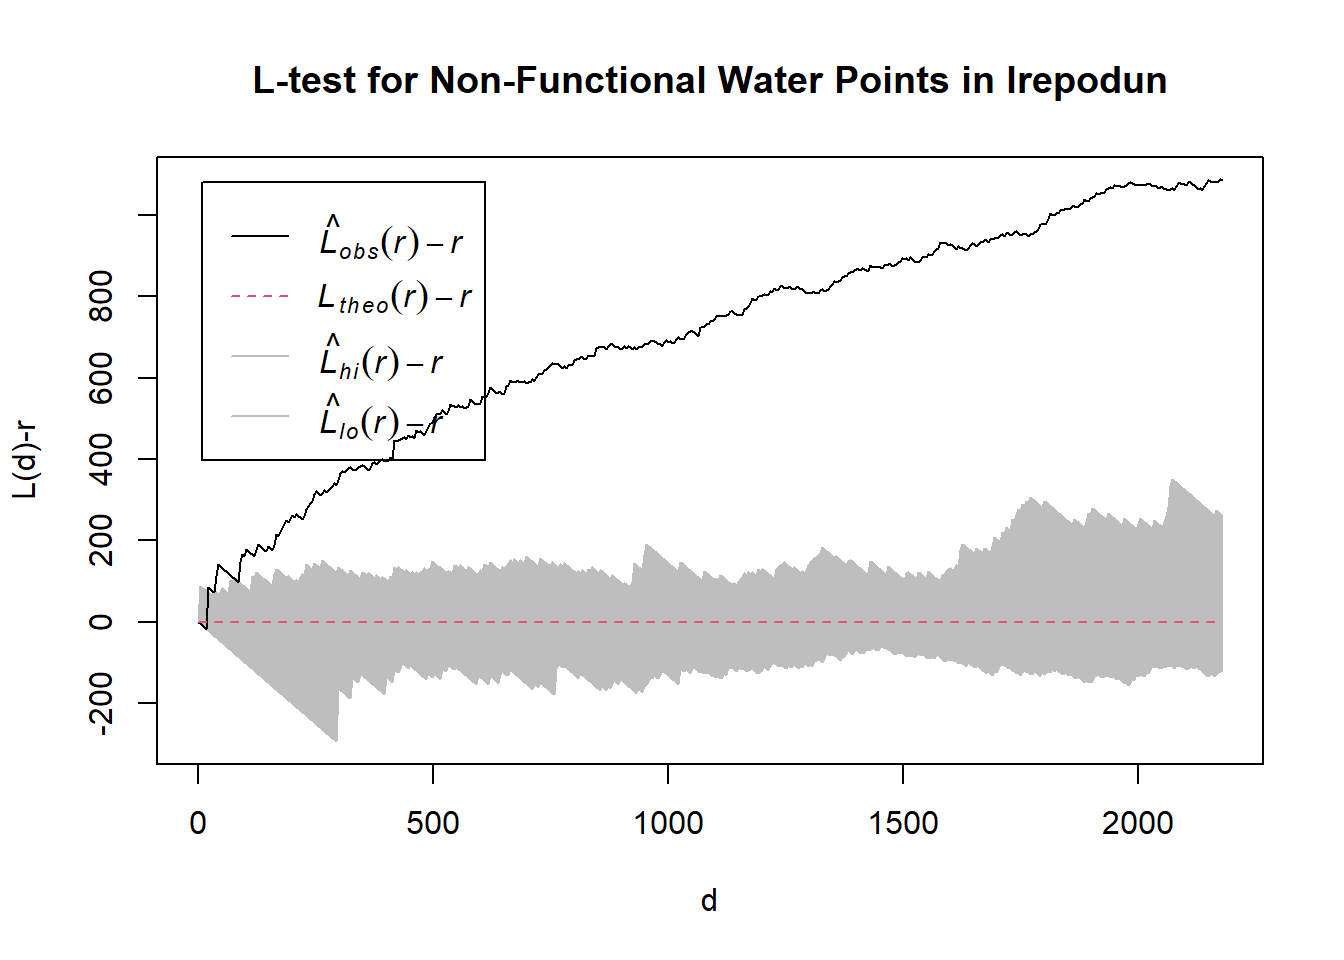 L-test for Non-Functional Water Points in Irepodun
L̂obs(r) − r
Ltheo(r) − r
L̂hi(r) − r
L̂lo(r) − r
L(d)-r
800
600
400
200
0
-200
0 500 1000 1500 2000
d